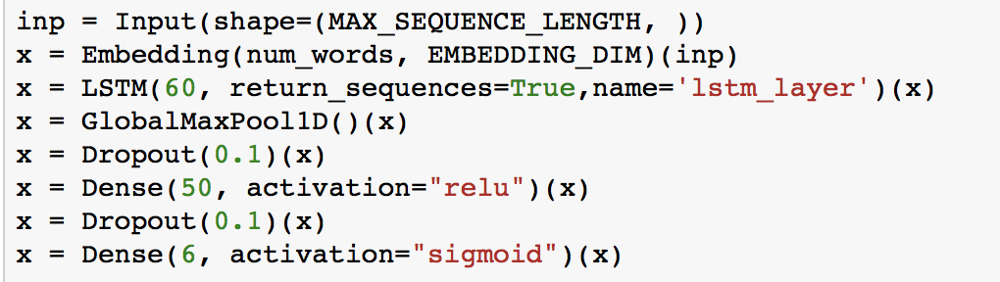 inp = Input(shape=(MAX_SEQUENCE_LENGTH, ))
x = Embedding(num_words, EMBEDDING_DIM)(inp)
x = LSTM(60, return_sequences=True,name='lstm_layer')(x)
x = GlobalMaxPool1D()(x)
x = Dropout(0.1)(x)
x = Dense(50, activation="relu")(x)
x = Dropout(0.1)(x)
x = Dense(6, activation="sigmoid")(x)